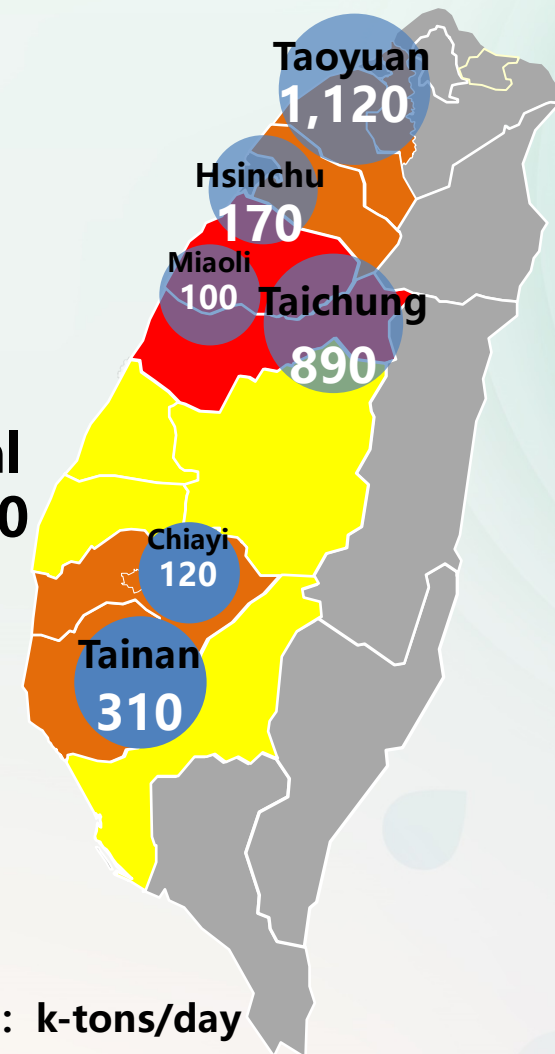 Taoyuan
1,120
Hsinchu
170
Miaoli
100
Taichung
890
Chiayi
120
Tainan
310
: k-tons/day